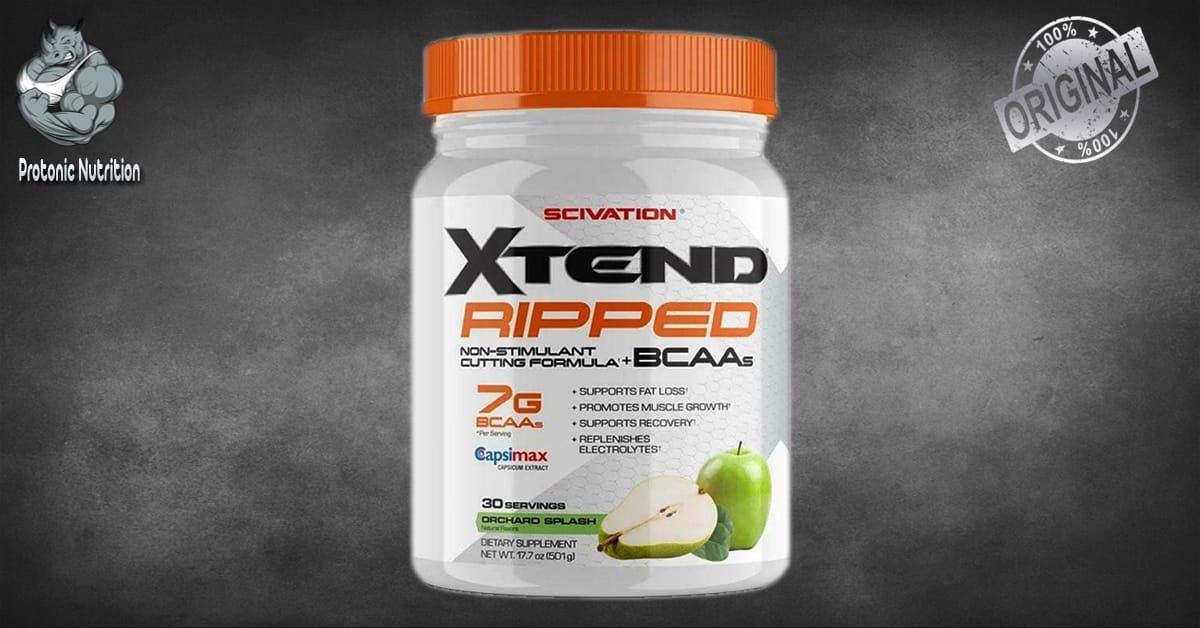 Protonic Nutrition
100%
ORIGINAL
100%
SCIVATION®
XTEND®
RIPPED
NON-STIMULANT
CUTTING FORMULA† + BCAAs
7G
BCAAs
*Per Serving
Capsimax
CAPSICUM EXTRACT
+ SUPPORTS FAT LOSS†
+ PROMOTES MUSCLE GROWTH†
+ SUPPORTS RECOVERY†
+ REPLENISHES
ELECTROLYTES†
30 SERVINGS
ORCHARD SPLASH
Natural Flavors
DIETARY SUPPLEMENT
NET WT. 17.7 oz (501g)